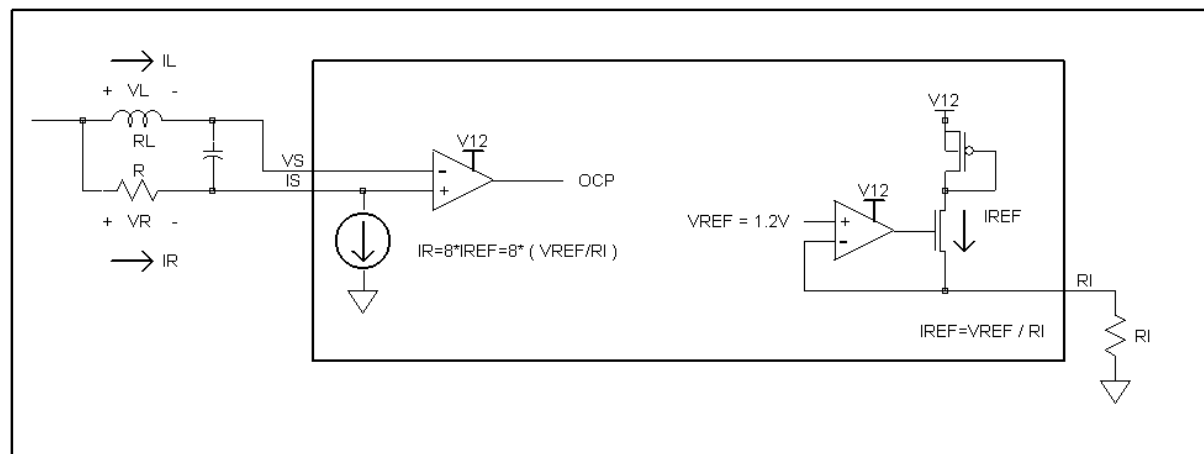 IL
+ VL -
RL
R
+ VR -
IR
VS
IS
V12
-
+
OCP
IR=8*IREF=8* ( VREF/RI )
V12
V12
VREF = 1.2V
+
-
IREF
RI
IREF=VREF / RI
RI